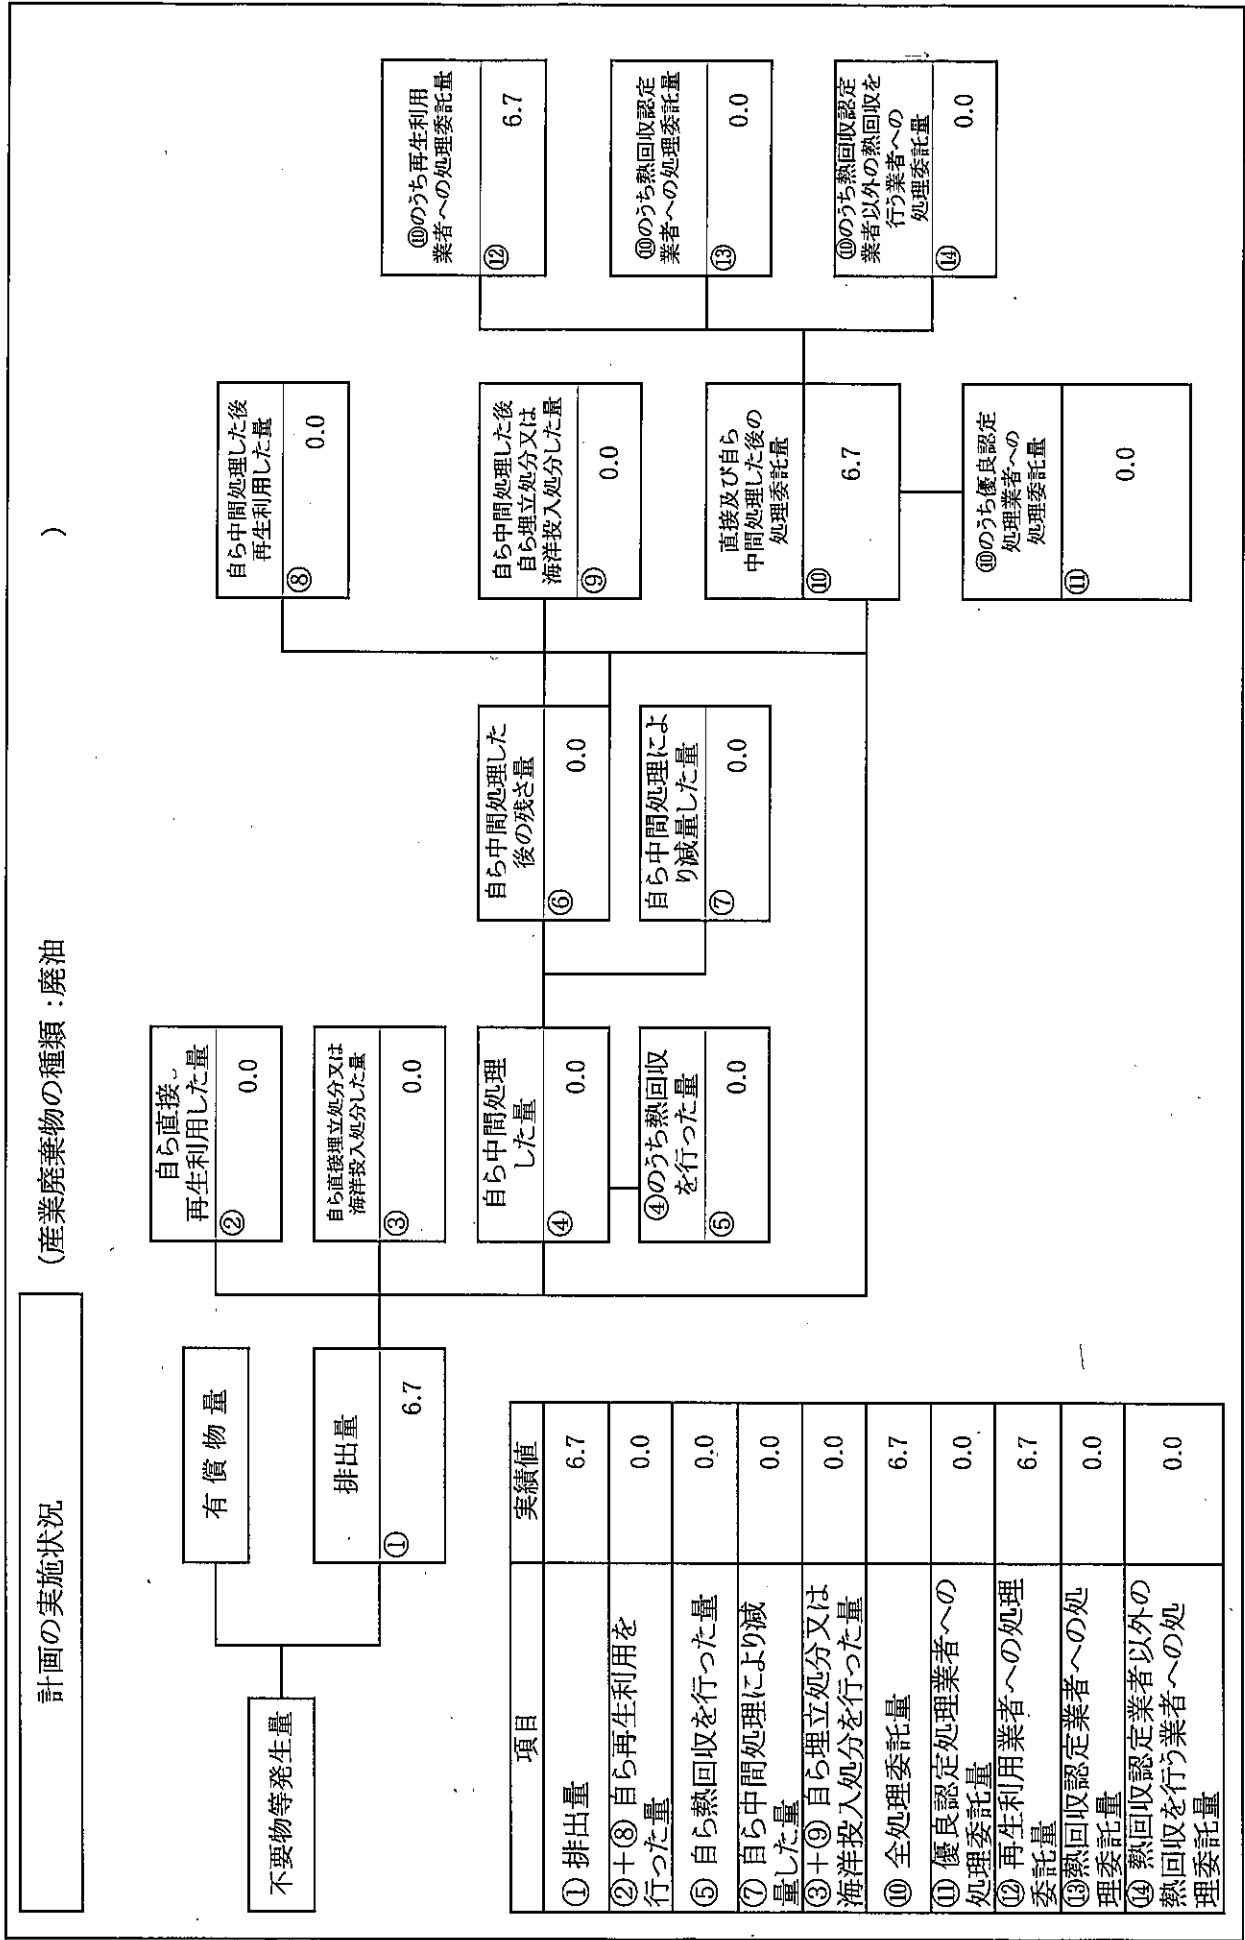 計画の実施状況
（産業廃棄物の種類：廃油
）
不要物等発生量
有 償 物 量
排出量
①
6.7
自ら直接
再生利用した量
②
0.0
自ら直接埋立処分又は
海洋投入処分した量
③
0.0
自ら中間処理
した量
④
0.0
④のうち熱回収
を行った量
⑤
0.0
自ら中間処理した
後の残さ量
⑥
0.0
自ら中間処理によ
り減量した量
⑦
0.0
自ら中間処理した後
再生利用した量
⑧
0.0
自ら中間処理した後
自ら埋立処分又は
海洋投入処分した量
⑨
0.0
直接及び自ら
中間処理した後の
処理委託量
⑩
6.7
⑩のうち優良認定
処理業者への
処理委託量
⑪
0.0
⑩のうち再生利用
業者への処理委託量
⑫
6.7
⑩のうち熱回収認定
業者への処理委託量
⑬
0.0
⑩のうち熱回収認定
業者以外の熱回収を
行う業者への
処理委託量
⑭
0.0
項目 実績値
①排出量 6.7
②＋⑧ 自ら再生利用を
行った量 0.0
⑤ 自ら熱回収を行った量 0.0
⑦ 自ら中間処理により減
量した量 0.0
③＋⑨ 自ら埋立処分又は
海洋投入処分を行った量 0.0
⑩ 全処理委託量 6.7
⑪ 優良認定処理業者への
処理委託量 0.0
⑫ 再生利用業者への処理
委託量 6.7
⑬熱回収認定業者への処
理委託量 0.0
⑭ 熱回収認定業者以外の
熱回収を行う業者への処
理委託量 0.0